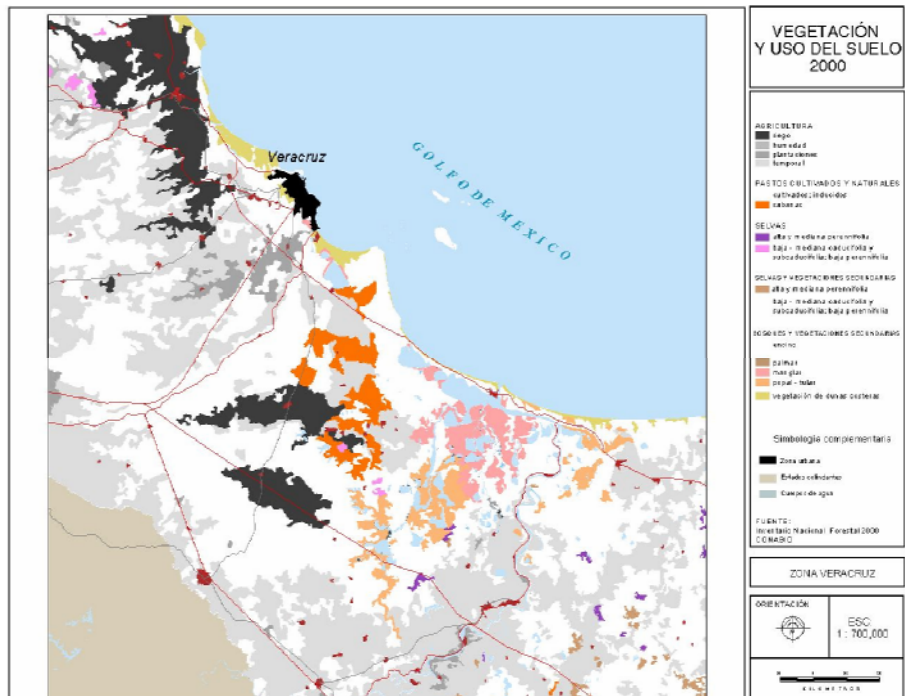 VEGETACIÓN
Y USO DEL SUELO
2000
Veracruz
GOLFO DE MEXICO
AGRICULTURA
riego
humedad
plantaciones
temporal
PASTOS CULTIVADOS Y NATURALES
cultivados; inducidos
sabanas
SELVAS
alta y mediana perennifolia
baja - mediana caducifolia y
subcaducifolia; baja perennifolia
SELVAS Y VEGETACIONES SECUNDARIAS
alta y mediana perennifolia
baja - mediana caducifolia y
subcaducifolia; baja perennifolia
BOSQUES Y VEGETACIONES SECUNDARIAS
encino
palmar
manglar
popal - tular
vegetación de dunas costeras
Simbología complementaria
Zona urbana
Estados colindantes
Cuerpos de agua
FUENTE:
Inventario Nacional Forestal 2000
CONABIO
ZONA VERACRUZ
ORIENTACIÓN
ESC.
1 : 700,000
KILOMETROS